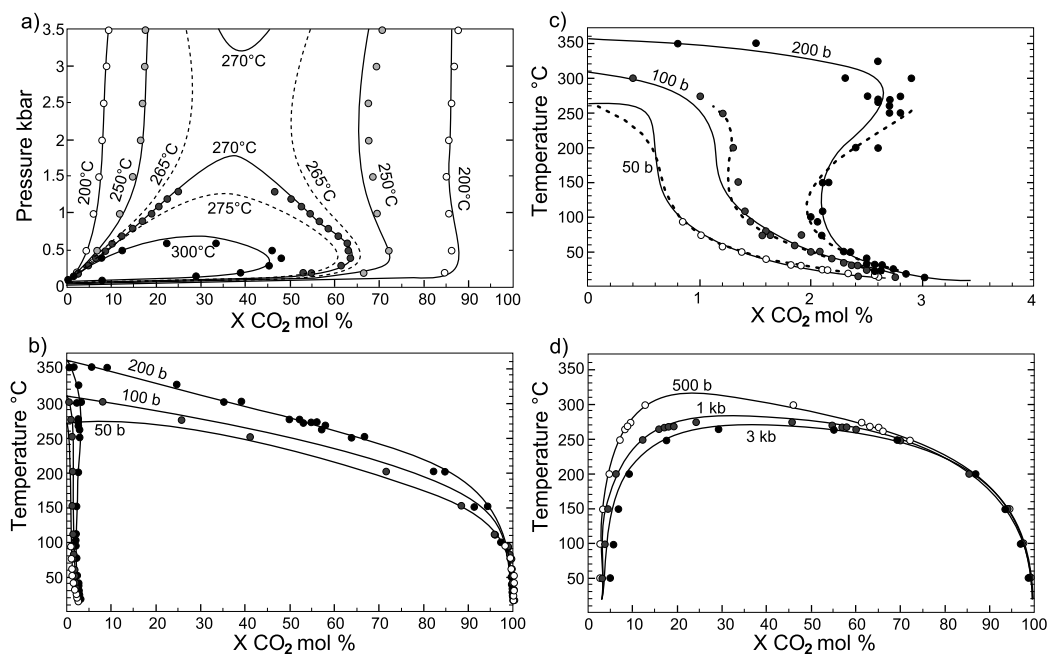 a)
Pressure kbar
3.5
3
2.5
2
1.5
1
0.5
0
200°C
250°C
265°C
270°C
270°C
275°C
300°C
265°C
250°C
200°C
0 10 20 30 40 50 60 70 80 90 100
X CO2 mol %
c)
Temperature °C
350
300
250
200
150
100
50
200 b
100 b
50 b
0 1 2 3 4
X CO2 mol %
b)
Temperature °C
350
300
250
200
150
100
50
200 b
100 b
50 b
0 10 20 30 40 50 60 70 80 90 100
X CO2 mol %
d)
Temperature °C
350
300
250
200
150
100
50
500 b
1 kb
3 kb
0 10 20 30 40 50 60 70 80 90 100
X CO2 mol %